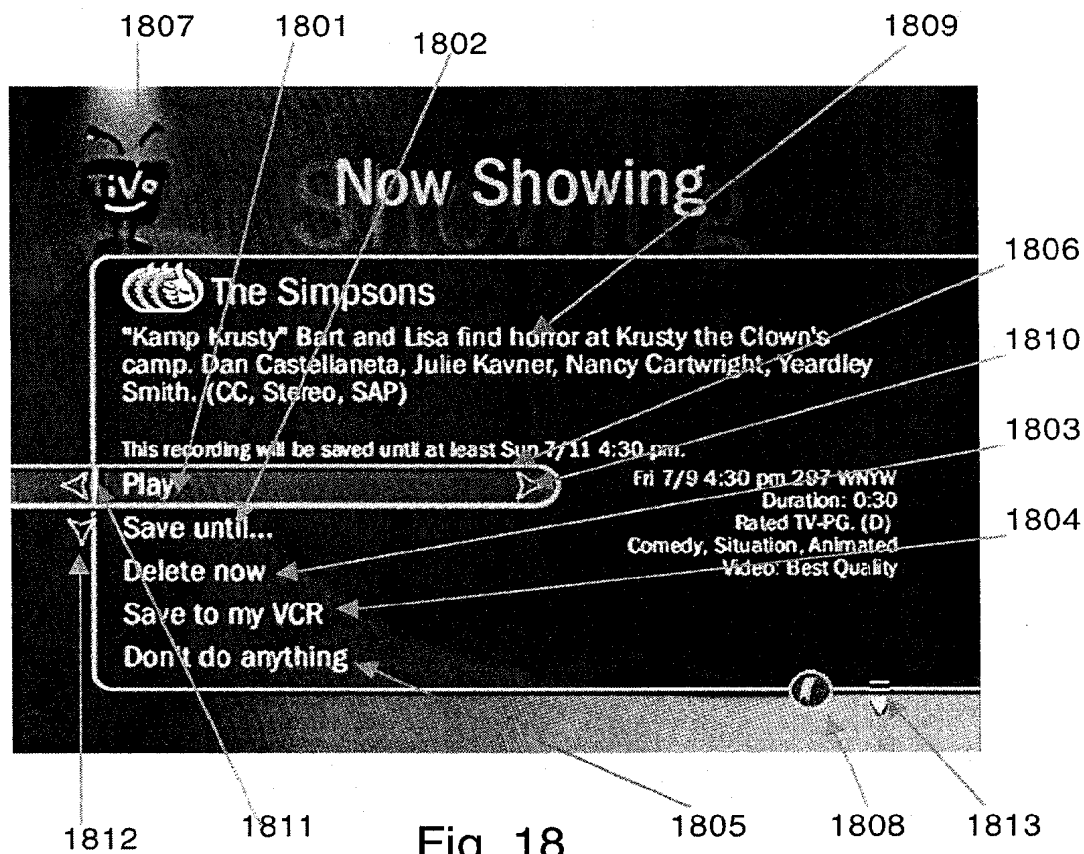 1807
1801
1802
1809
TiVo
Now Showing
Showing
1806
The Simpsons
"Kamp Krusty" Bart and Lisa find horror at Krusty the Clown's
1810
camp. Dan Castellaneta, Julie Kavner, Nancy Cartwright, Yeardley
Smith. (CC, Stereo, SAP)
1803
This recording will be saved until at least Sun 7/11 4:30 pm.
Play
Fri 7/9 4:30 pm 297 WNYW
Duration: 0:30
1804
Save until...
Rated TV-PG. (D)
Comedy, Situation, Animated
Delete now
Video: Best Quality
Save to my VCR
Don't do anything
1812
1811
Fig. 18
1805
1808
1813